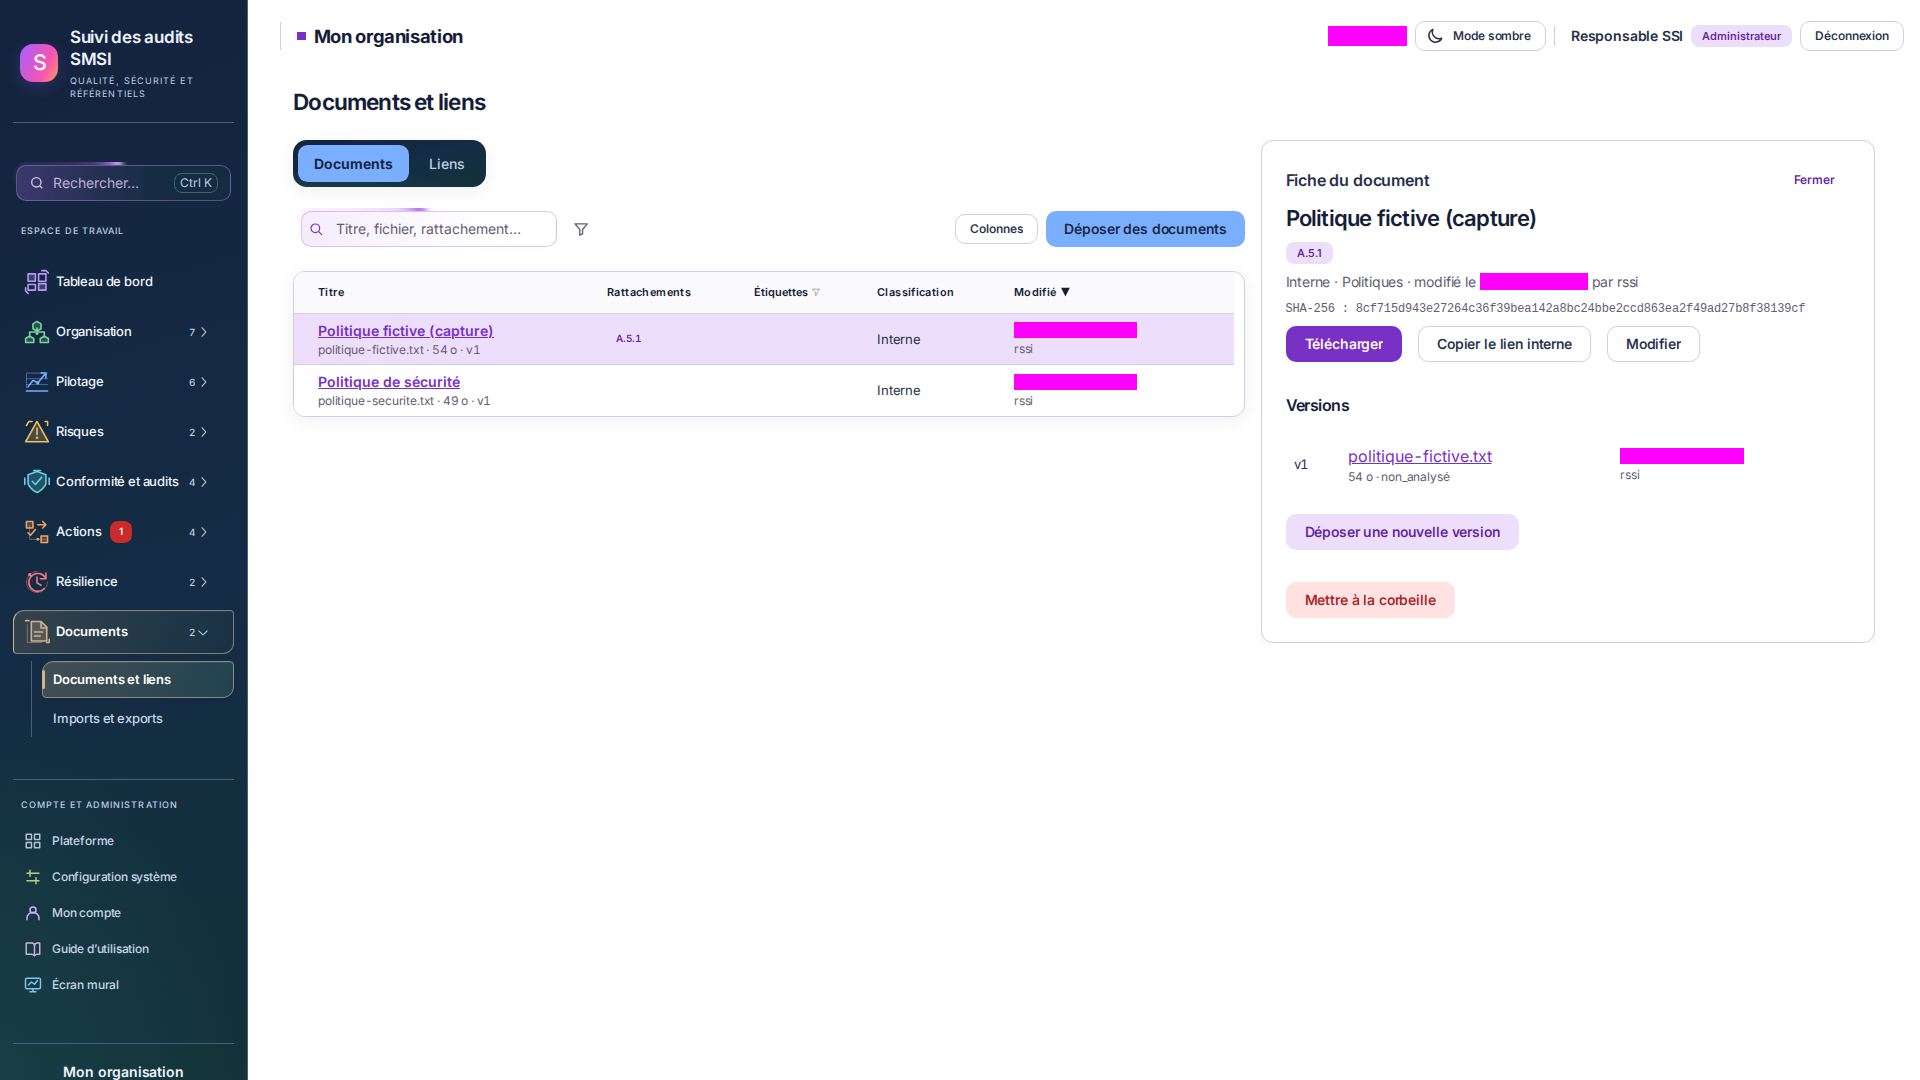 Suivi des audits
SMSI
QUALITÉ, SÉCURITÉ ET
RÉFÉRENTIELS
S
Rechercher... Ctrl K
ESPACE DE TRAVAIL
Tableau de bord
Organisation 7
Pilotage 6
Risques 2
Conformité et audits 4
Actions 1 4
Résilience 2
Documents 2
Documents et liens
Imports et exports
COMPTE ET ADMINISTRATION
Plateforme
Configuration système
Mon compte
Guide d'utilisation
Écran mural
Mon organisation
Mon organisation
Mode sombre
Responsable SSI
Administrateur
Déconnexion
Documents et liens
Documents Liens
Titre, fichier, rattachement...
Colonnes
Déposer des documents
Titre Rattachements Étiquettes Classification Modifié ▼
Politique fictive (capture) A.5.1 Interne
politique-fictive.txt · 54 o · v1 rssi
Politique de sécurité Interne
politique-securite.txt · 49 o · v1 rssi
Fiche du document Fermer
Politique fictive (capture)
A.5.1
Interne · Politiques · modifié le par rssi
SHA-256 : 8cf715d943e27264c36f39bea142a8bc24bbe2ccd863ea2f49ad27b8f38139cf
Télécharger Copier le lien interne Modifier
Versions
v1 politique-fictive.txt
54 o · non_analysé rssi
Déposer une nouvelle version
Mettre à la corbeille